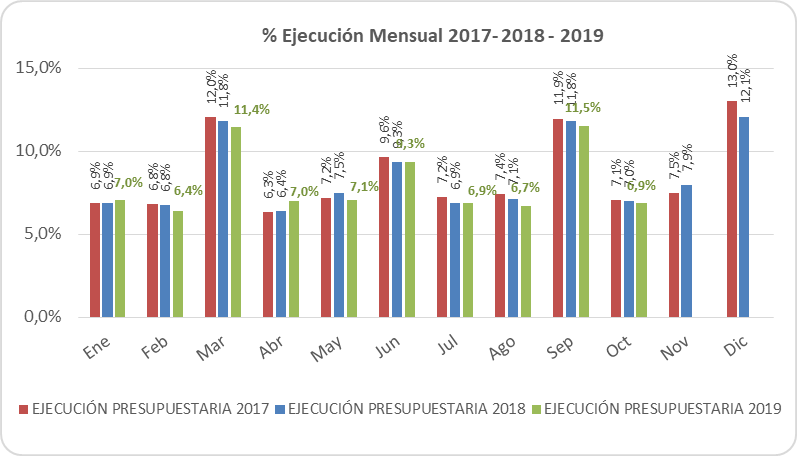 % Ejecución Mensual 2017- 2018 - 2019
15,0%
10,0%
5,0%
0,0%
6,9%
6,9%
7,0%
6,8%
6,8%
6,4%
12,0%
11,8%
11,4%
6,3%
6,4%
7,0%
7,2%
7,5%
7,1%
9,6%
9,3%
9,3%
7,2%
6,9%
6,9%
7,4%
7,1%
6,7%
11,9%
11,8%
11,5%
7,1%
7,0%
6,9%
7,5%
7,9%
13,0%
12,1%
Ene
Feb
Mar
Abr
May
Jun
Jul
Ago
Sep
Oct
Nov
Dic
EJECUCIÓN PRESUPUESTARIA 2017
EJECUCIÓN PRESUPUESTARIA 2018
EJECUCIÓN PRESUPUESTARIA 2019